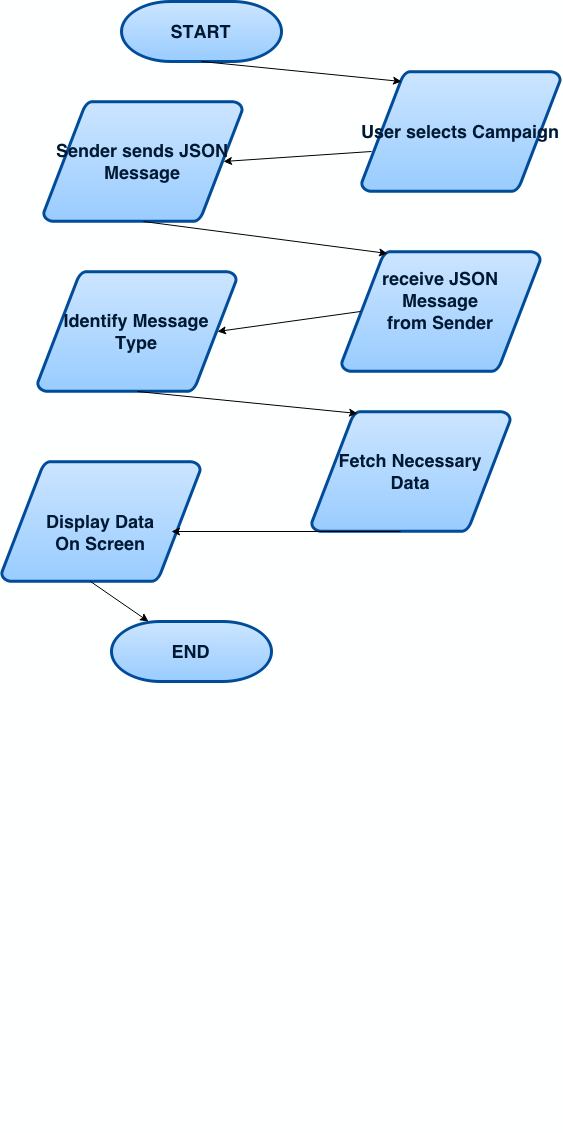 START
User selects Campaign
Sender sends JSON
Message
receive JSON
Message
from Sender
Identify Message
Type
Fetch Necessary
Data
Display Data
On Screen
END